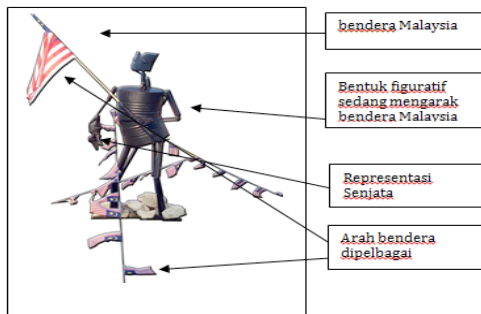 bendera Malaysia
Bentuk figuratif
sedang mengarak
bendera Malaysia
Representasi
Senjata
Arah bendera
dipelbagai